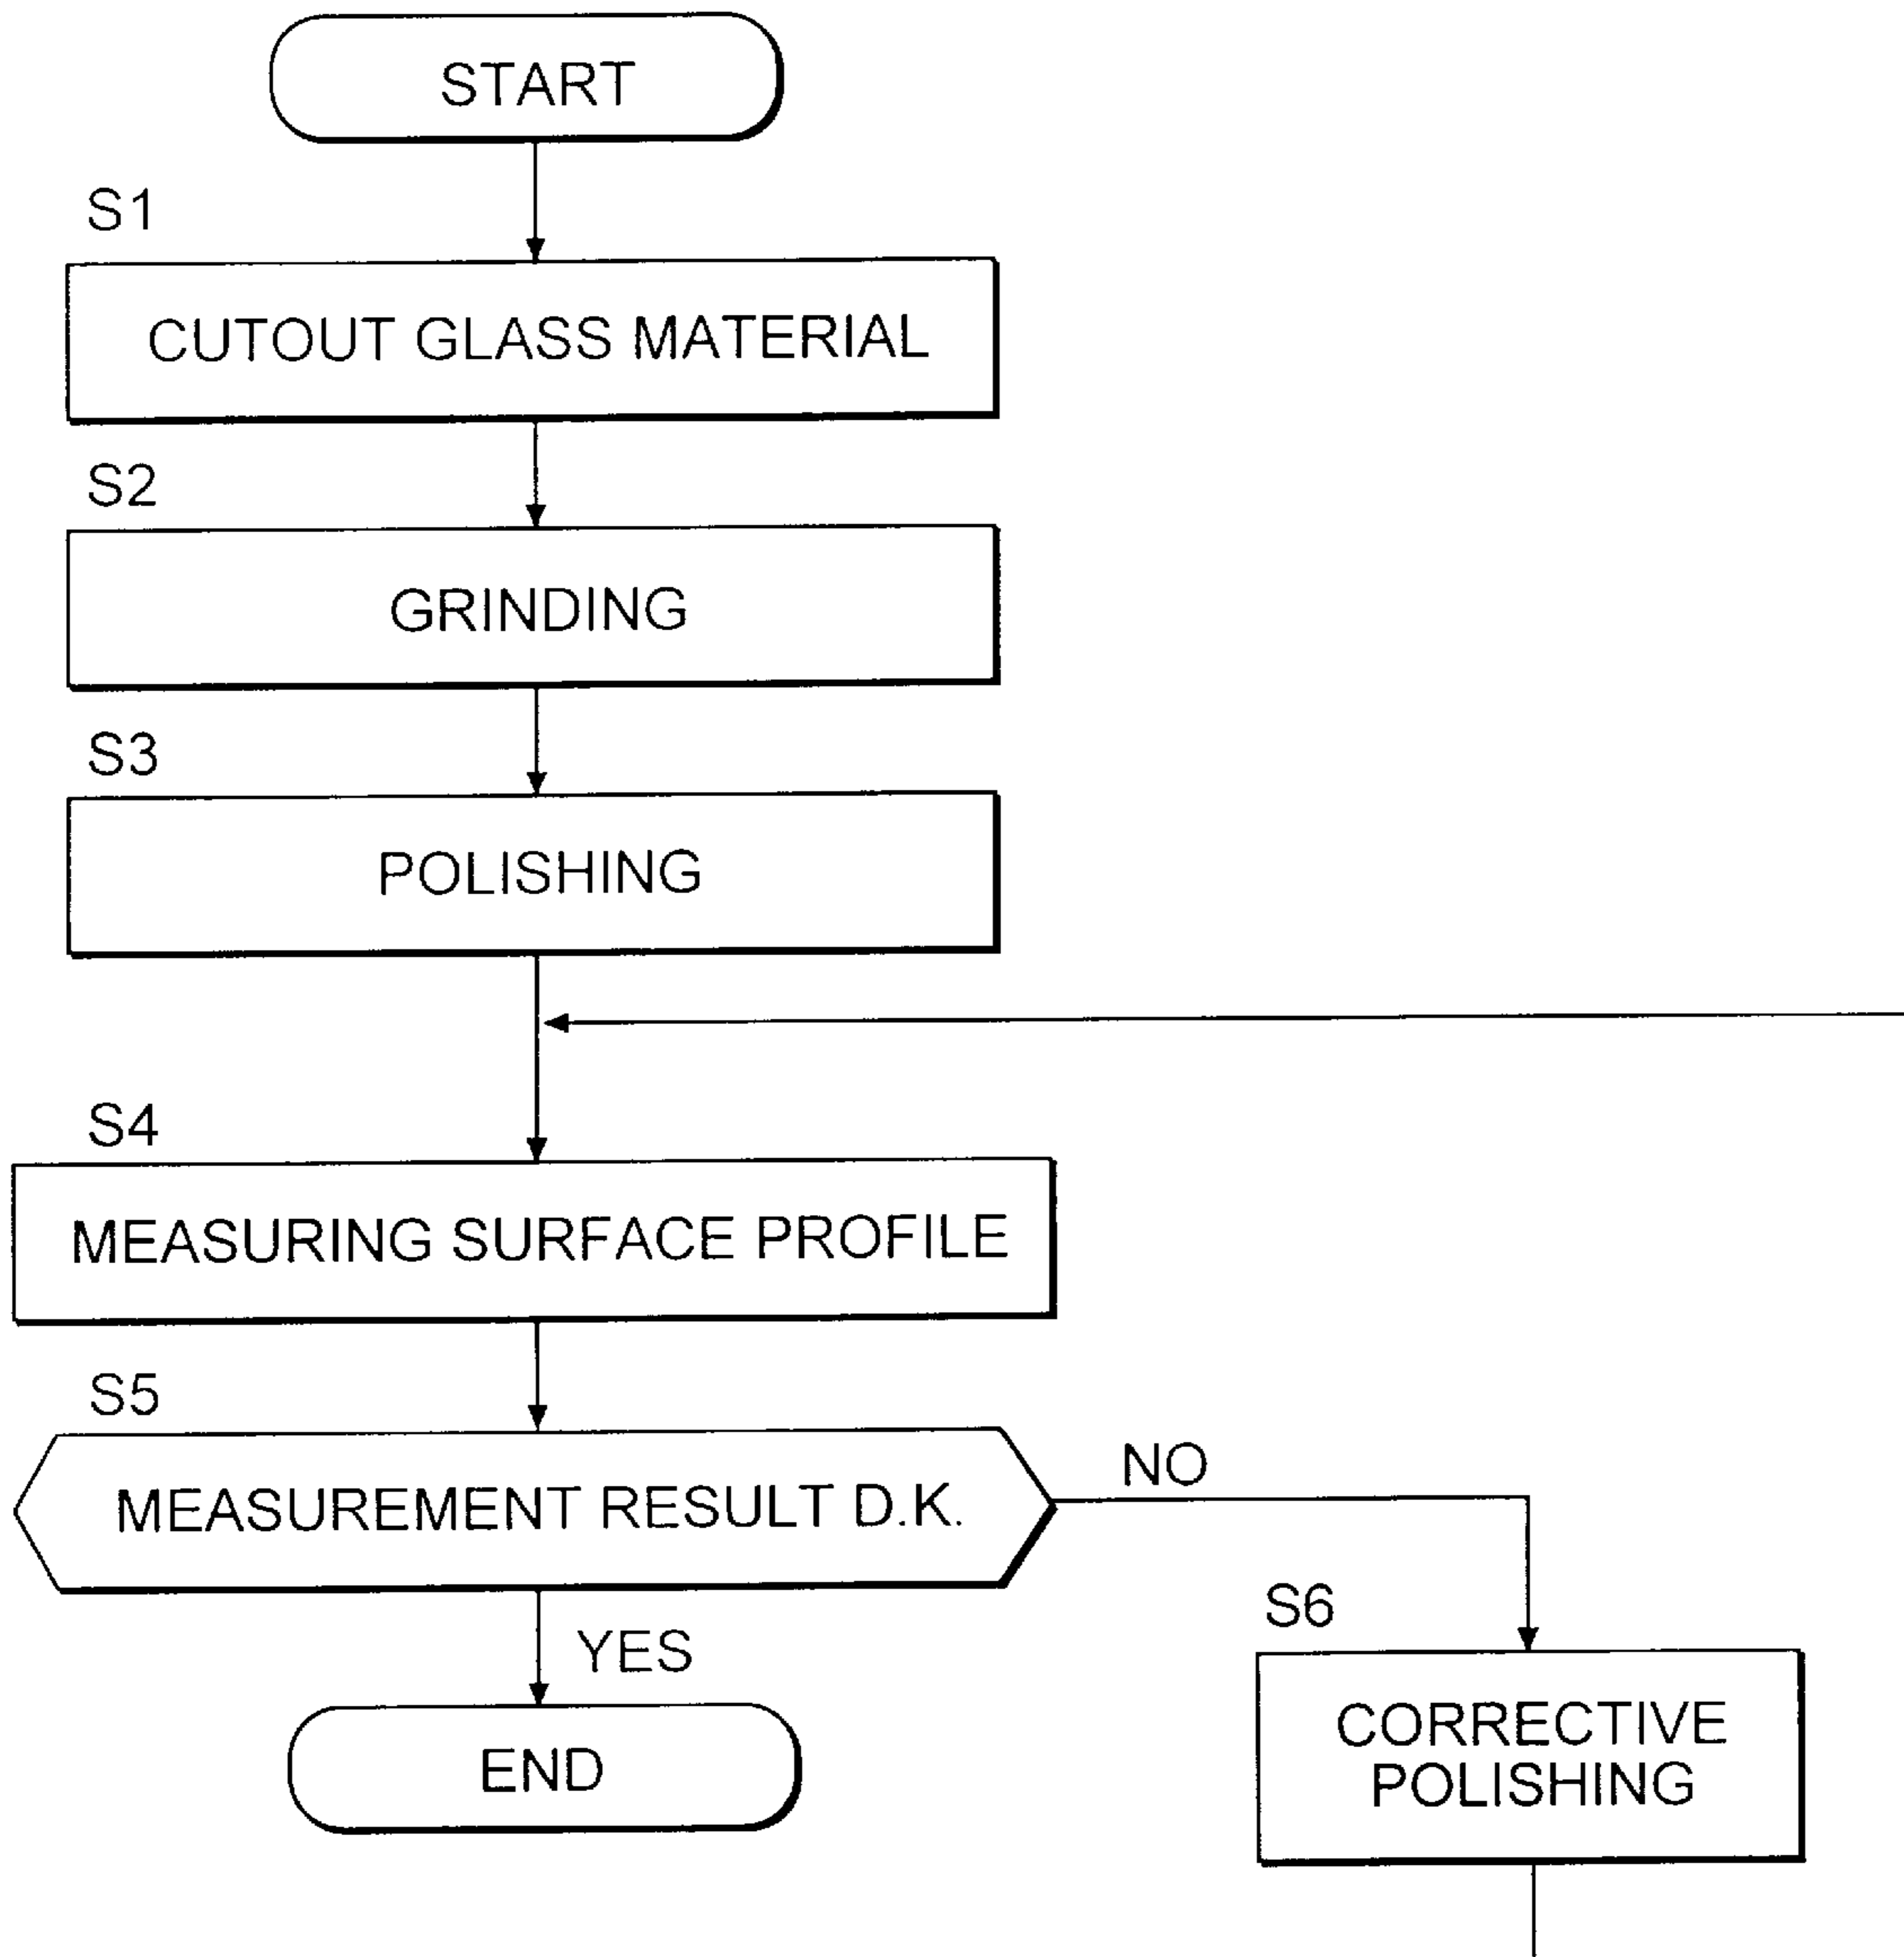 START
S1
CUTOUT GLASS MATERIAL
S2
GRINDING
S3
POLISHING
S4
MEASURING SURFACE PROFILE
S5
MEASUREMENT RESULT D.K.
NO
YES
END
S6
CORRECTIVE
POLISHING